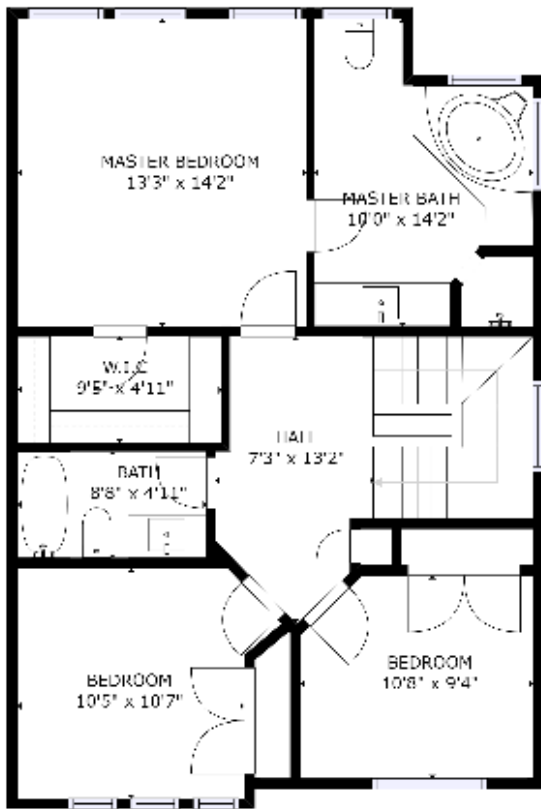 MASTER BEDROOM
13'3" x 14'2"
MASTER BATH
10'0" x 14'2"
W.I.C
9'5" x 4'11"
HALL
7'3" x 13'2"
BATH
8'8" x 4'11"
BEDROOM
10'5" x 10'7"
BEDROOM
10'8" x 9'4"